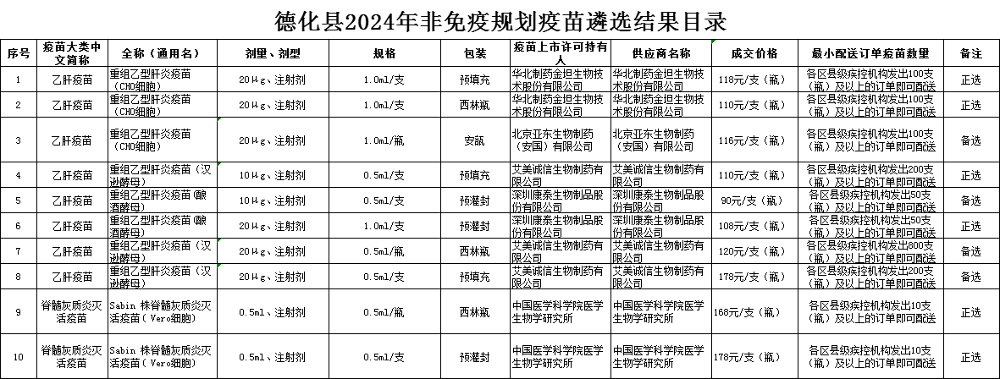 德化县2024年非免疫规划疫苗遴选结果目录
序号 疫苗大类中文简称 全称（通用名） 剂量、剂型 规格 包装 疫苗上市许可持有人 供应商名称 成交价格 最小配送订单疫苗数量 备注
1 乙肝疫苗 重组乙型肝炎疫苗（CHO细胞） 20μg、注射剂 1.0ml/支 预填充 华北制药金坦生物技术股份有限公司 华北制药金坦生物技术股份有限公司 118元/支（瓶） 各区县级疾控机构发出100支（瓶）及以上的订单即可配送 正选
2 乙肝疫苗 重组乙型肝炎疫苗（CHO细胞） 20μg、注射剂 1.0ml/支 西林瓶 华北制药金坦生物技术股份有限公司 华北制药金坦生物技术股份有限公司 110元/支（瓶） 各区县级疾控机构发出100支（瓶）及以上的订单即可配送 正选
3 乙肝疫苗 重组乙型肝炎疫苗（CHO细胞） 20μg、注射剂 1.0ml/瓶 安瓿 北京亚东生物制药（安国）有限公司 北京亚东生物制药（安国）有限公司 116元/支（瓶） 各区县级疾控机构发出100支（瓶）及以上的订单即可配送 备选
4 乙肝疫苗 重组乙型肝炎疫苗（汉逊酵母） 10μg、注射剂 0.5ml/支 预填充 艾美诚信生物制药有限公司 艾美诚信生物制药有限公司 110元/支（瓶） 各区县级疾控机构发出200支（瓶）及以上的订单即可配送 正选
5 乙肝疫苗 重组乙型肝炎疫苗(酿酒酵母） 10μg、注射剂 0.5ml/支 预灌封 深圳康泰生物制品股份有限公司 深圳康泰生物制品股份有限公司 90元/支（瓶） 各区县级疾控机构发出50支（瓶）及以上的订单即可配送 备选
6 乙肝疫苗 重组乙型肝炎疫苗(酿酒酵母） 20μg、注射剂 1.0ml/支 预灌封 深圳康泰生物制品股份有限公司 深圳康泰生物制品股份有限公司 108元/支（瓶） 各区县级疾控机构发出50支（瓶）及以上的订单即可配送 正选
7 乙肝疫苗 重组乙型肝炎疫苗（汉逊酵母） 20μg、注射剂 0.5ml/瓶 西林瓶 艾美诚信生物制药有限公司 艾美诚信生物制药有限公司 120元/支（瓶） 各区县级疾控机构发出800支（瓶）及以上的订单即可配送 备选
8 乙肝疫苗 重组乙型肝炎疫苗（汉逊酵母） 20μg、注射剂 0.5ml/支 预填充 艾美诚信生物制药有限公司 艾美诚信生物制药有限公司 178元/支（瓶） 各区县级疾控机构发出200支（瓶）及以上的订单即可配送 备选
9 脊髓灰质炎灭活疫苗 Sabin 株脊髓灰质炎灭活疫苗（ Vero细胞） 0.5ml、注射剂 0.5ml/支 西林瓶 中国医学科学院医学生物学研究所 中国医学科学院医学生物学研究所 168元/支（瓶） 各区县级疾控机构发出10支（瓶）及以上的订单即可配送 正选
10 脊髓灰质炎灭活疫苗 Sabin 株脊髓灰质炎灭活疫苗（ Vero细胞） 0.5ml、注射剂 0.5ml/支 预灌封 中国医学科学院医学生物学研究所 中国医学科学院医学生物学研究所 178元/支（瓶） 各区县级疾控机构发出10支（瓶）及以上的订单即可配送 正选